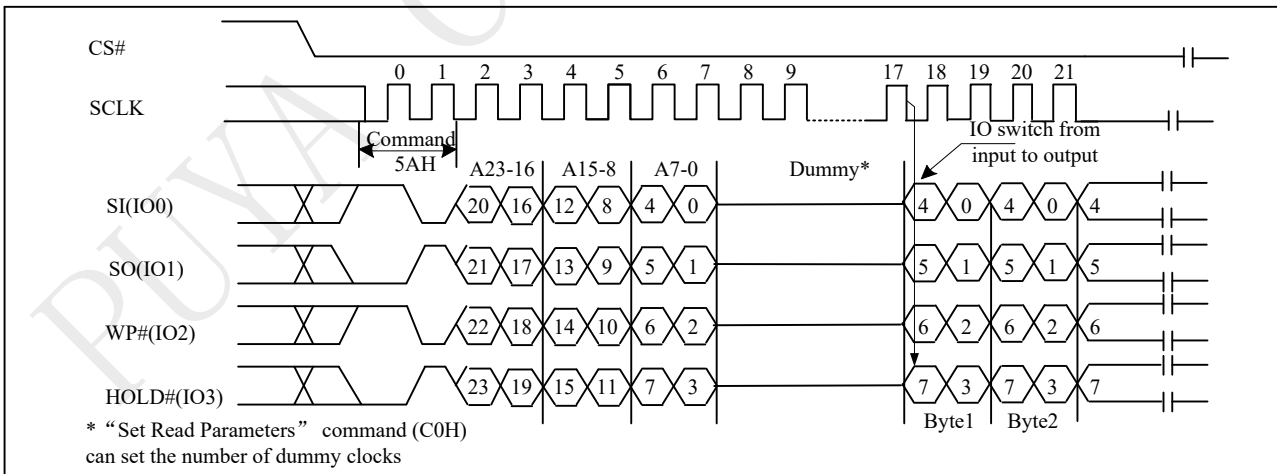 PUYA
CS#
0 1 2 3 4 5 6 7 8 9 17 18 19 20 21
SCLK
Command
5AH
IO switch from
input to output
A23-16 A15-8 A7-0 Dummy*
SI(IO0) 20 16 12 8 4 0 4 0 4 0 4
SO(IO1) 21 17 13 9 5 1 5 1 5 1 5
WP#(IO2) 22 18 14 10 6 2 6 2 6 2 6
HOLD#(IO3) 23 19 15 11 7 3 7 3 7 3 7
Byte1 Byte2
* “Set Read Parameters” command (C0H)
can set the number of dummy clocks